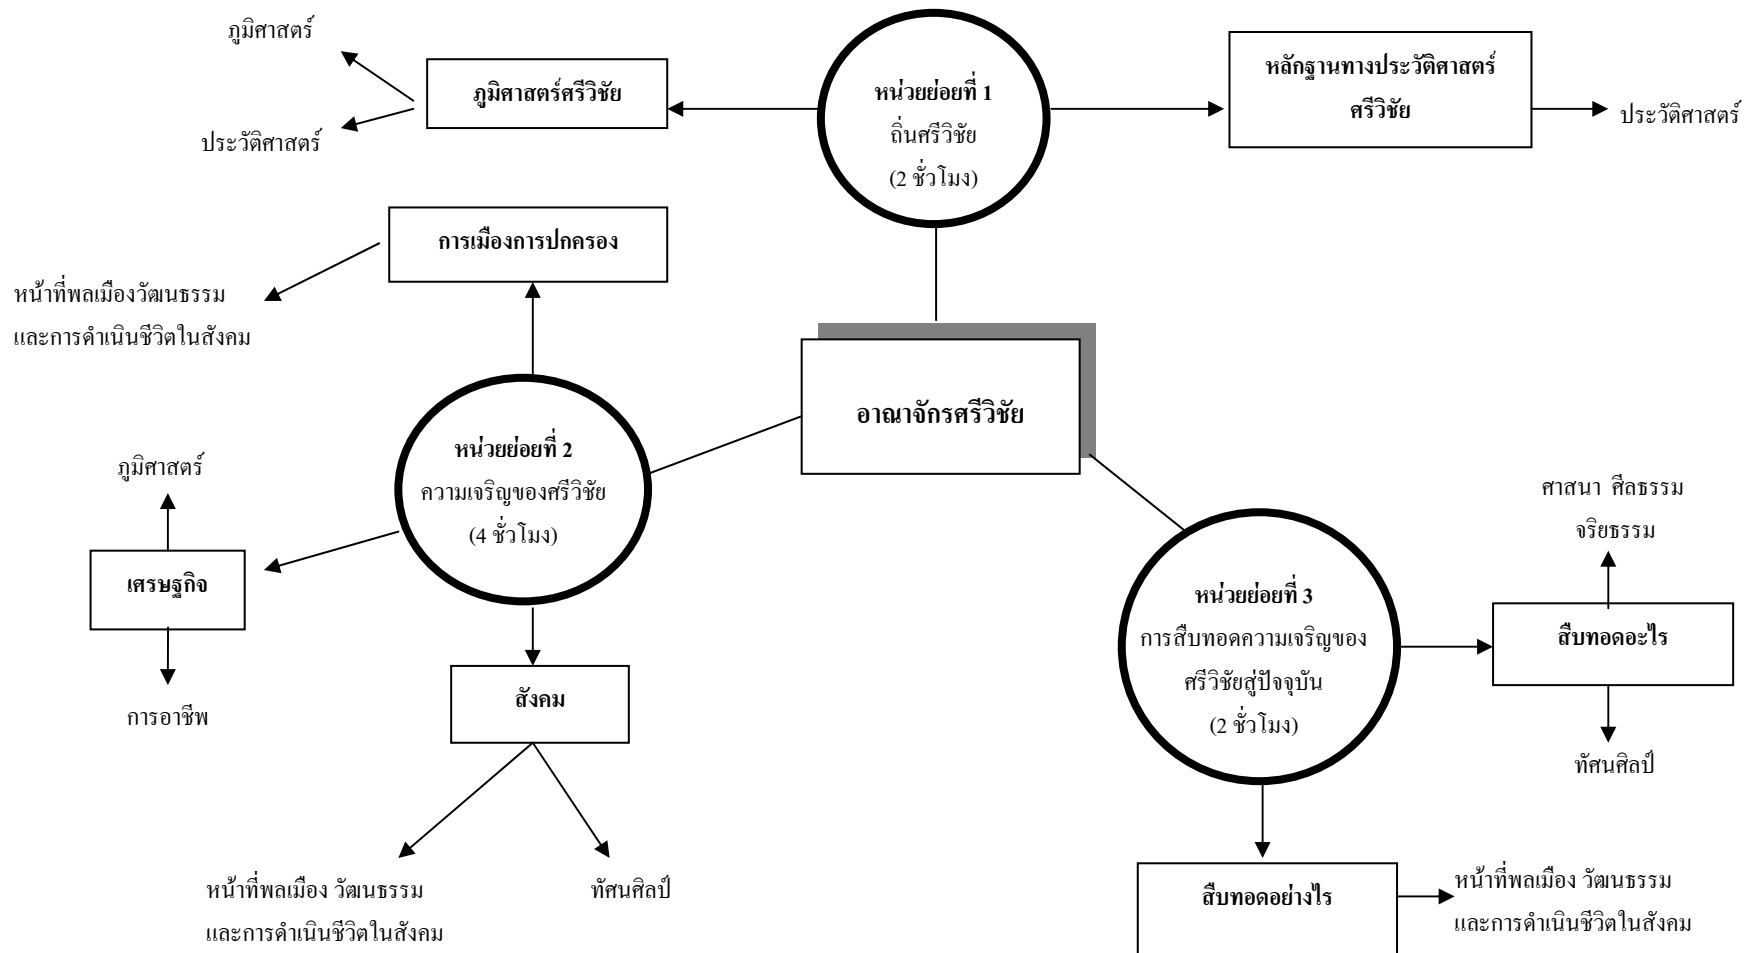 ภูมิศาสตร์
ประวัติศาสตร์
ภูมิศาสตร์ศรีวิชัย
หน่วยย่อยที่ 1
ถิ่นศรีวิชัย
(2 ชั่วโมง)
หลักฐานทางประวัติศาสตร์
ศรีวิชัย
ประวัติศาสตร์
การเมืองการปกครอง
หน้าที่พลเมืองวัฒนธรรม
และการดำเนินชีวิตในสังคม
อาณาจักรศรีวิชัย
หน่วยย่อยที่ 2
ความเจริญของศรีวิชัย
(4 ชั่วโมง)
ภูมิศาสตร์
เศรษฐกิจ
การอาชีพ
สังคม
หน้าที่พลเมือง วัฒนธรรม
และการดำเนินชีวิตในสังคม
ทัศนศิลป์
หน่วยย่อยที่ 3
การสืบทอดความเจริญของ
ศรีวิชัยสู่ปัจจุบัน
(2 ชั่วโมง)
ศาสนา ศีลธรรม
จริยธรรม
สืบทอดอะไร
ทัศนศิลป์
สืบทอดอย่างไร
หน้าที่พลเมือง วัฒนธรรม
และการดำเนินชีวิตในสังคม